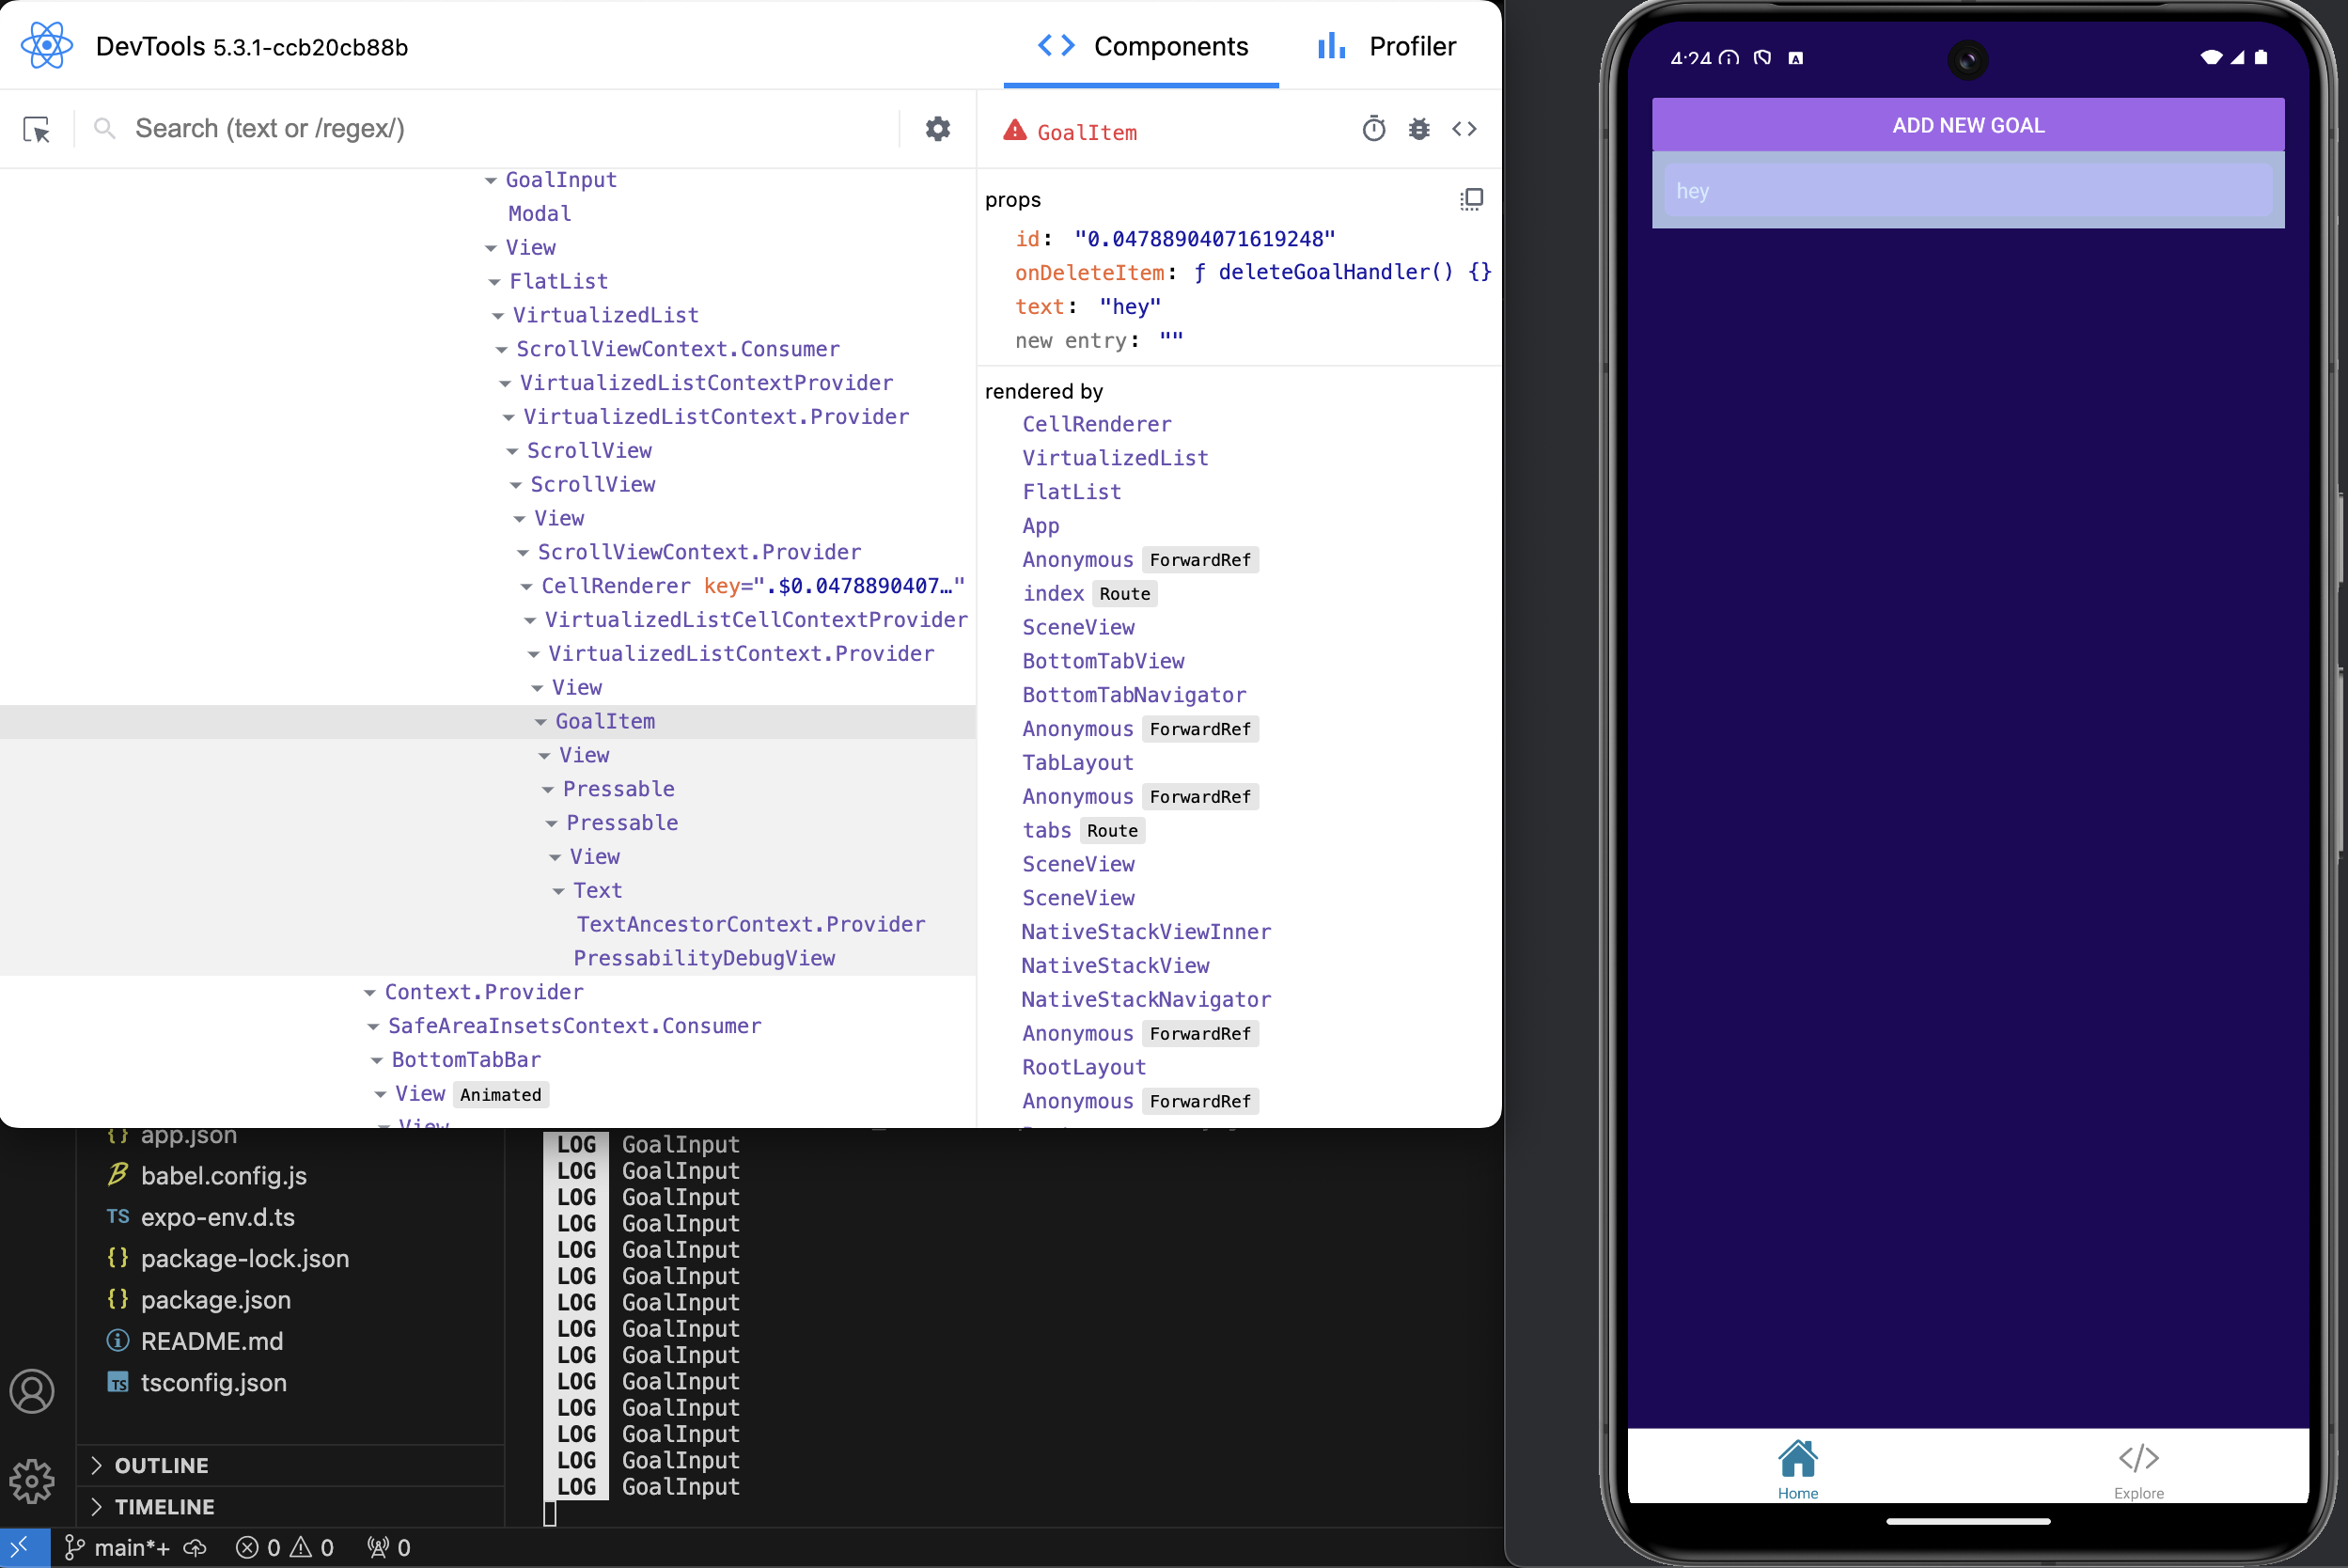 DevTools 5.3.1-ccb20cb88b
Components
Profiler
Search (text or /regex/)
GoalInput
Modal
View
FlatList
VirtualizedList
ScrollViewContext.Consumer
VirtualizedListContextProvider
VirtualizedListContext.Provider
ScrollView
ScrollView
View
ScrollViewContext.Provider
CellRenderer key=".$0.0478890407…"
VirtualizedListCellContextProvider
VirtualizedListContext.Provider
View
GoalItem
View
Pressable
Pressable
View
Text
TextAncestorContext.Provider
PressabilityDebugView
Context.Provider
SafeAreaInsetsContext.Consumer
BottomTabBar
View Animated
View
GoalItem
props
id: "0.04788904071619248"
onDeleteItem: ƒ deleteGoalHandler() {}
text: "hey"
new entry: ""
rendered by
CellRenderer
VirtualizedList
FlatList
App
Anonymous ForwardRef
index Route
SceneView
BottomTabView
BottomTabNavigator
Anonymous ForwardRef
TabLayout
Anonymous ForwardRef
tabs Route
SceneView
SceneView
NativeStackViewInner
NativeStackView
NativeStackNavigator
Anonymous ForwardRef
RootLayout
Anonymous ForwardRef
{} app.json
babel.config.js
TS expo-env.d.ts
{} package-lock.json
{} package.json
README.md
TS tsconfig.json
OUTLINE
TIMELINE
LOG GoalInput
LOG GoalInput
LOG GoalInput
LOG GoalInput
LOG GoalInput
LOG GoalInput
LOG GoalInput
LOG GoalInput
LOG GoalInput
LOG GoalInput
LOG GoalInput
LOG GoalInput
LOG GoalInput
LOG GoalInput
main*+ 0 0 0
4:24
ADD NEW GOAL
hey
Home
Explore